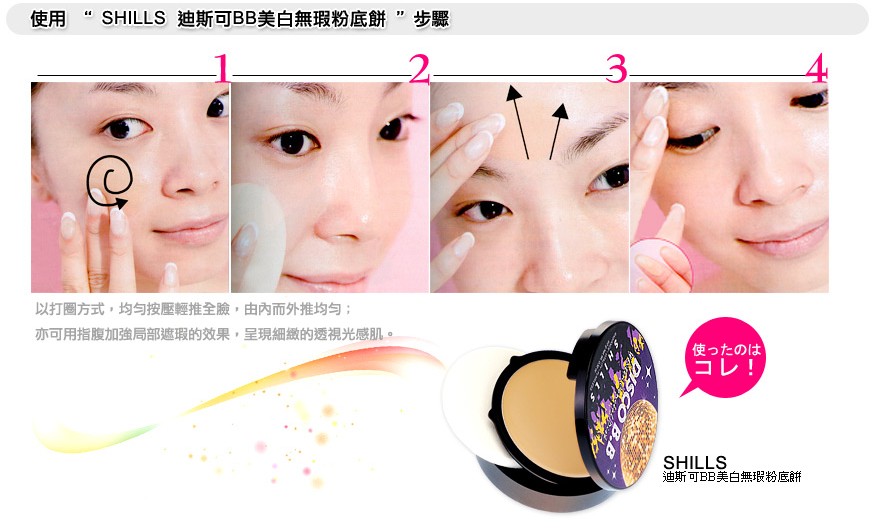 使用 “ SHILLS 迪斯可BB美白無瑕粉底餅 ” 步驟
1 2 3 4
以打圈方式，均勻按壓輕推全臉，由內而外推均勻；
亦可用指腹加強局部遮瑕的效果，呈現細緻的透視光感肌。
使ったのは
コレ！
SHILLS
DISCO B.B
SHILLS
迪斯可BB美白無瑕粉底餅